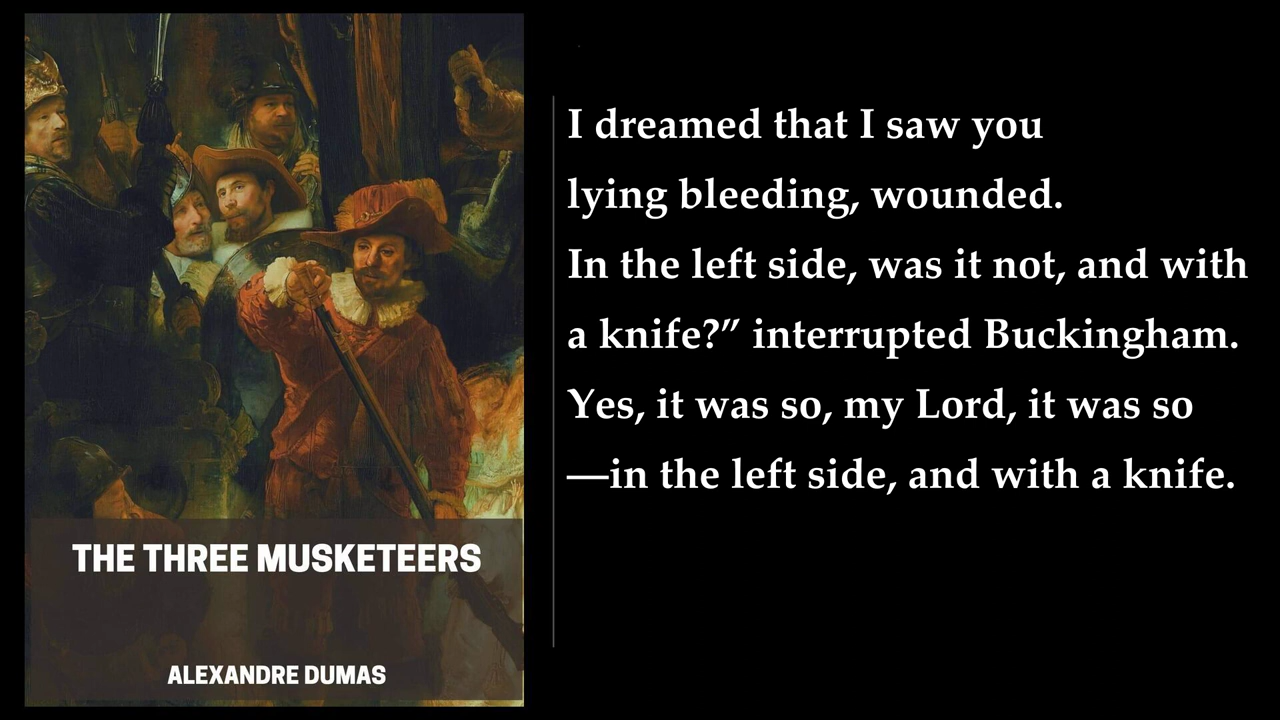 I dreamed that I saw you
lying bleeding, wounded.
In the left side, was it not, and with
a knife?” interrupted Buckingham.
Yes, it was so, my Lord, it was so
—in the left side, and with a knife.
THE THREE MUSKETEERS
ALEXANDRE DUMAS